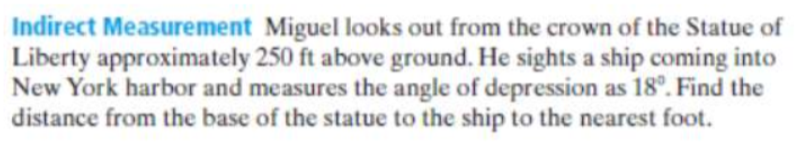 Indirect Measurement Miguel looks out from the crown of the Statue of
Liberty approximately 250 ft above ground. He sights a ship coming into
New York harbor and measures the angle of depression as 18°. Find the
distance from the base of the statue to the ship to the nearest foot.